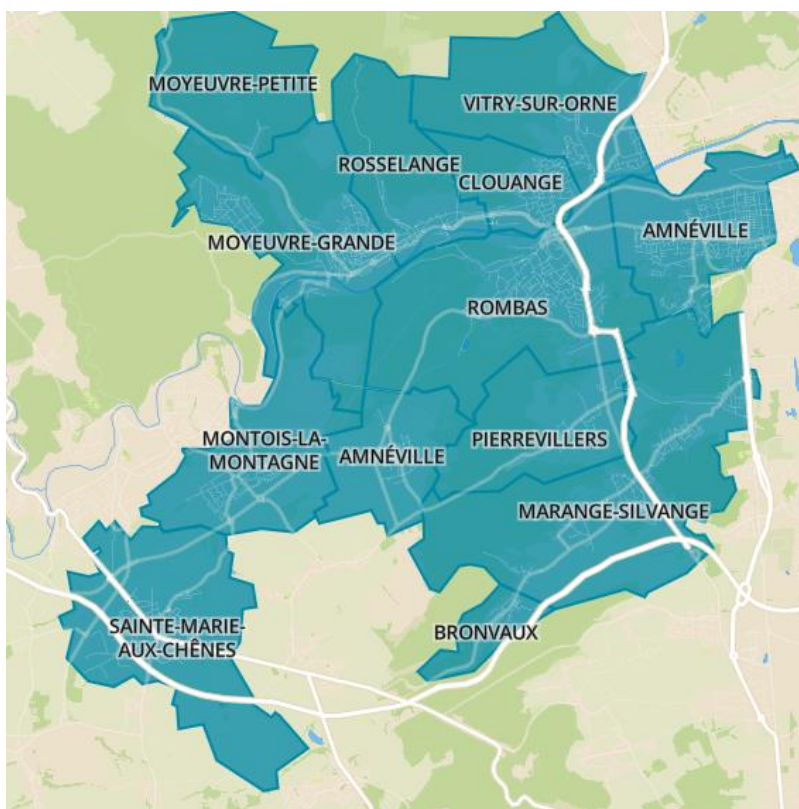 MOYEUVRE-PETITE
VITRY-SUR-ORNE
ROSSELANGE
CLOUANGE
MOYEUVRE-GRANDE
AMNÉVILLE
ROMBAS
MONTOIS-LA-
MONTAGNE
AMNÉVILLE
PIERREVILLERS
MARANGE-SILVANGE
SAINTE-MARIE-
AUX-CHÊNES
BRONVAUX